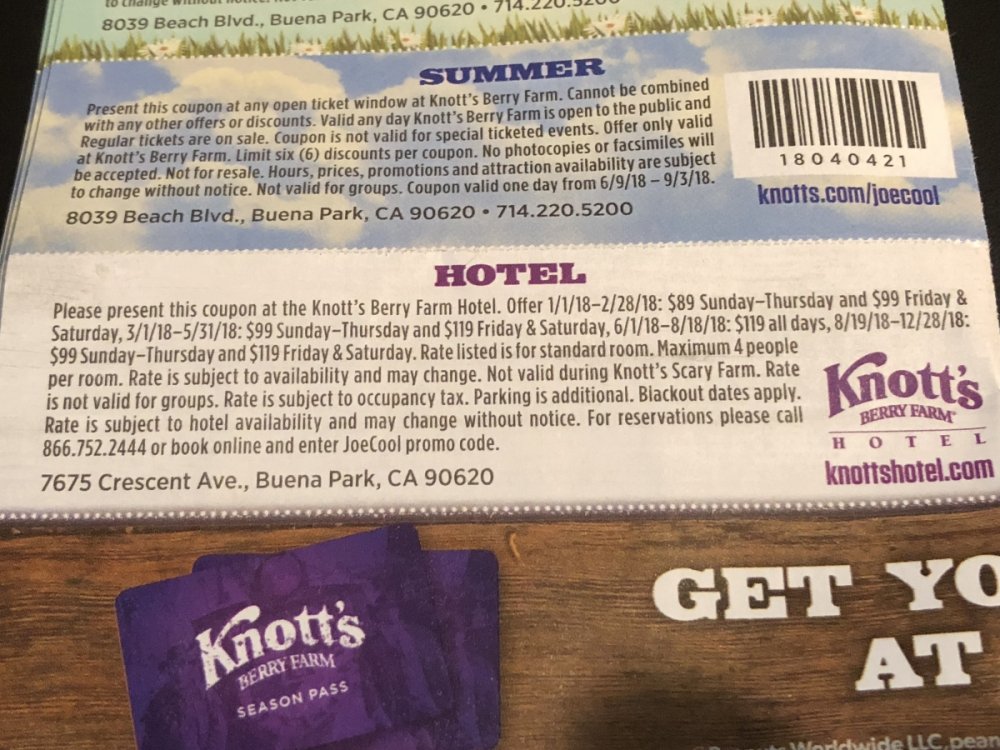 to change without notice.
8039 Beach Blvd., Buena Park, CA 90620 • 714.220.5200
SUMMER
Present this coupon at any open ticket window at Knott's Berry Farm. Cannot be combined
with any other offers or discounts. Valid any day Knott's Berry Farm is open to the public and
Regular tickets are on sale. Coupon is not valid for special ticketed events. Offer only valid
at Knott's Berry Farm. Limit six (6) discounts per coupon. No photocopies or facsimiles will
be accepted. Not for resale. Hours, prices, promotions and attraction availability are subject
to change without notice. Not valid for groups. Coupon valid one day from 6/9/18 – 9/3/18.
8039 Beach Blvd., Buena Park, CA 90620 • 714.220.5200
18040421
knotts.com/joecool
HOTEL
Please present this coupon at the Knott's Berry Farm Hotel. Offer 1/1/18–2/28/18: $89 Sunday–Thursday and $99 Friday &
Saturday, 3/1/18–5/31/18: $99 Sunday–Thursday and $119 Friday & Saturday, 6/1/18–8/18/18: $119 all days, 8/19/18–12/28/18:
$99 Sunday–Thursday and $119 Friday & Saturday. Rate listed is for standard room. Maximum 4 people
per room. Rate is subject to availability and may change. Not valid during Knott's Scary Farm. Rate
is not valid for groups. Rate is subject to occupancy tax. Parking is additional. Blackout dates apply.
Rate is subject to hotel availability and may change without notice. For reservations please call
866.752.2444 or book online and enter JoeCool promo code.
7675 Crescent Ave., Buena Park, CA 90620
Knott's
BERRY FARM
HOTEL
knottshotel.com
Knott's
BERRY FARM
SEASON PASS
GET YO
AT
Worldwide LLC.